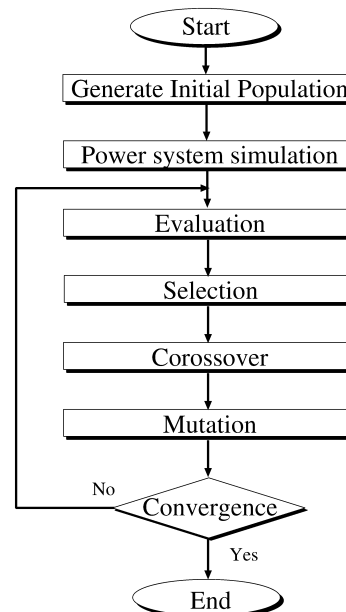 Start
Generate Initial Population
Power system simulation
Evaluation
Selection
Corossover
Mutation
Convergence
No
Yes
End